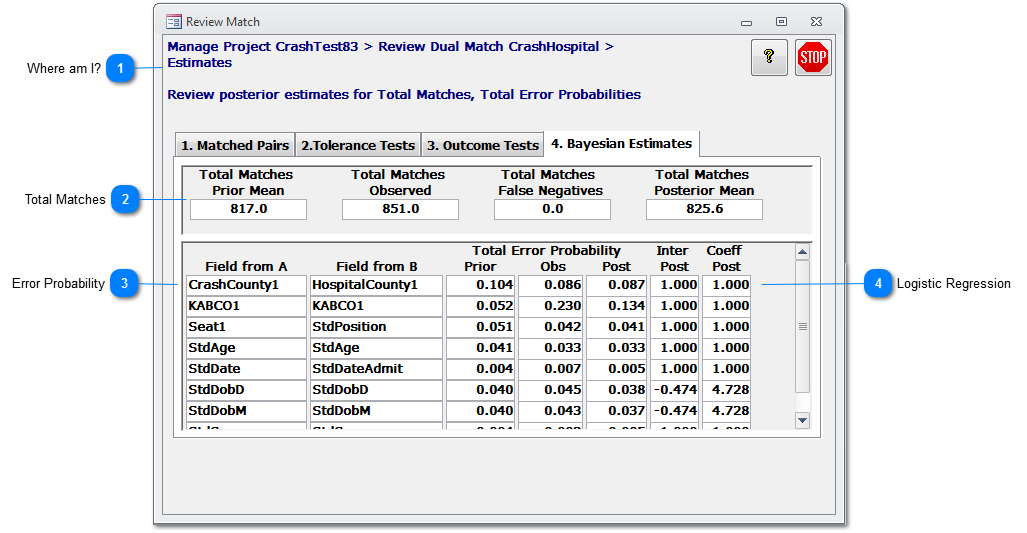 Review Match
Manage Project CrashTest83 > Review Dual Match CrashHospital >
Estimates
?
STOP
Where am I? 1
Review posterior estimates for Total Matches, Total Error Probabilities
1. Matched Pairs 2.Tolerance Tests 3. Outcome Tests 4. Bayesian Estimates
Total Matches Total Matches Total Matches Total Matches
Prior Mean Observed False Negatives Posterior Mean
Total Matches 2 817.0 851.0 0.0 825.6
Total Error Probability Inter Coeff
Field from A Field from B Prior Obs Post Post Post
Error Probability 3 CrashCounty1 HospitalCounty1 0.104 0.086 0.087 1.000 1.000 4 Logistic Regression
KABCO1 KABCO1 0.052 0.230 0.134 1.000 1.000
Seat1 StdPosition 0.051 0.042 0.041 1.000 1.000
StdAge StdAge 0.041 0.033 0.033 1.000 1.000
StdDate StdDateAdmit 0.004 0.007 0.005 1.000 1.000
StdDobD StdDobD 0.040 0.045 0.038 -0.474 4.728
StdDobM StdDobM 0.040 0.043 0.037 -0.474 4.728